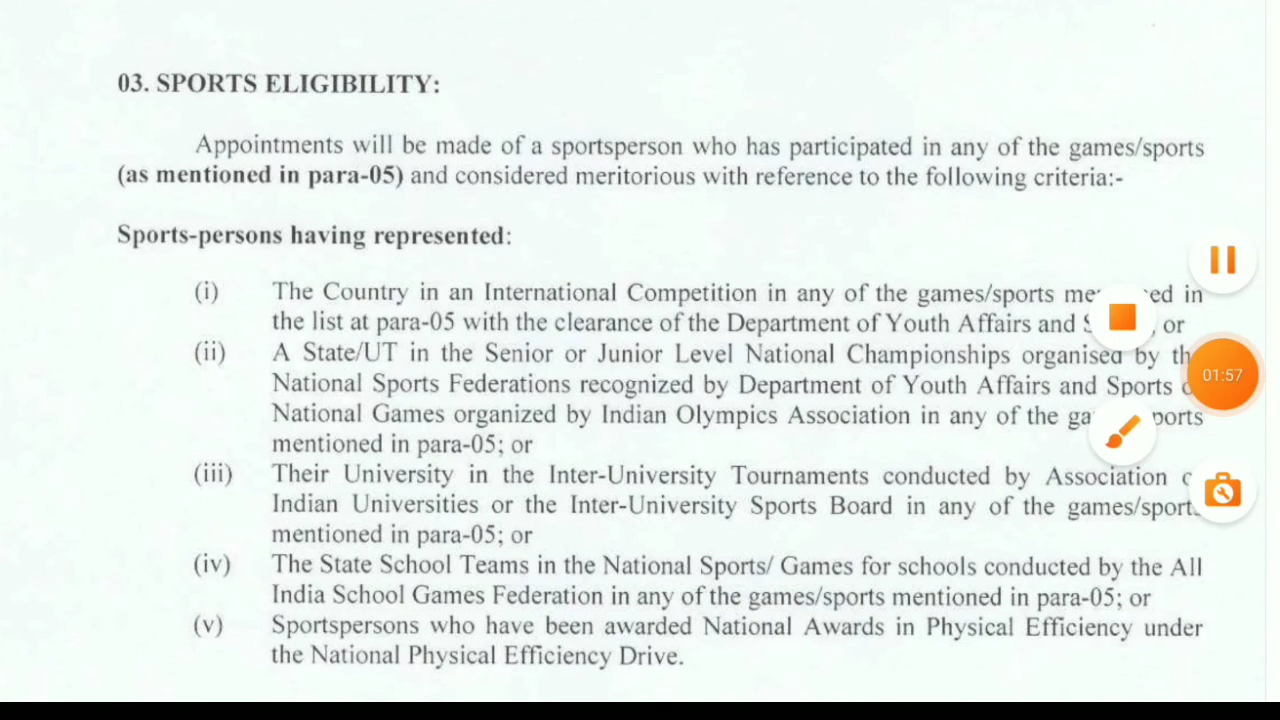 03. SPORTS ELIGIBILITY:
Appointments will be made of a sportsperson who has participated in any of the games/sports
(as mentioned in para-05) and considered meritorious with reference to the following criteria:-
Sports-persons having represented:
(i) The Country in an International Competition in any of the games/sports in
the list at para-05 with the clearance of the Department of Youth Affairs and or
(ii) A State/UT in the Senior or Junior Level National Championships organised by
National Sports Federations recognized by Department of Youth Affairs and Sports
National Games organized by Indian Olympics Association in any of the
mentioned in para-05; or
(iii) Their University in the Inter-University Tournaments conducted by Association
Indian Universities or the Inter-University Sports Board in any of the
mentioned in para-05; or
(iv) The State School Teams in the National Sports/ Games for schools conducted by the All
India School Games Federation in any of the games/sports mentioned in para-05; or
(v) Sportspersons who have been awarded National Awards in Physical Efficiency under
the National Physical Efficiency Drive.
01:57